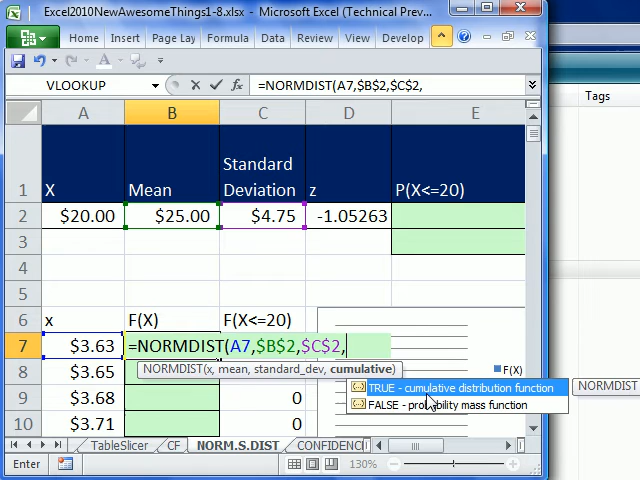 Excel2010NewAwesomeThings1-8.xlsx - Microsoft Excel (Technical Prev...
Home Insert Page La Formula Data Review View Develop
VLOOKUP fx =NORMDIST(A7,$B$2,$C$2,
Tags
A B C D E
1 X Mean Standard Deviation z P(X<=20)
2 $20.00 $25.00 $4.75 -1.05263
3
4
5
6 x F(X) F(X<=20)
7 $3.63 =NORMDIST(A7,$B$2,$C$2,
NORMDIST(x, mean, standard_dev, cumulative)
F(X)
8 $3.65
TRUE - cumulative distribution function
NORMDIST
9 $3.68 0
FALSE - probability mass function
10 $3.71 0
TableSlicer CF NORM.S.DIST CONFIDENC
Enter 130%